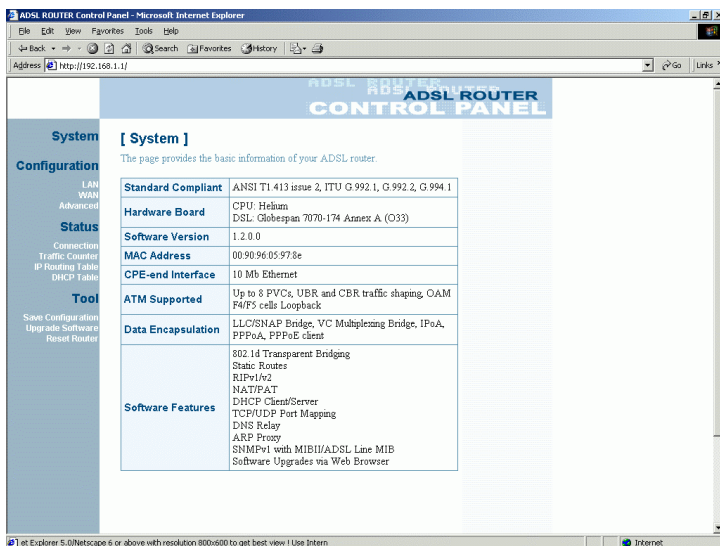 ADSL ROUTER Control Panel - Microsoft Internet Explorer
File Edit View Favorites Tools Help
Back Search Favorites History
Address http://192.168.1.1/ Go Links
ADSL ROUTER
ADSL ROUTER
ADSL ROUTER
CONTROL PANEL
System
Configuration
LAN
WAN
Advanced
Status
Connection
Traffic Counter
IP Routing Table
DHCP Table
Tool
Save Configuration
Upgrade Software
Reset Router
[ System ]
The page provides the basic information of your ADSL router.
Standard Compliant ANSI T1.413 issue 2, ITU G.992.1, G.992.2, G.994.1
Hardware Board CPU: Helium
DSL: Globespan 7070-174 Annex A (O33)
Software Version 1.2.0.0
MAC Address 00:90:96:05:97:8e
CPE-end Interface 10 Mb Ethernet
ATM Supported Up to 8 PVCs, UBR and CBR traffic shaping, OAM
F4/F5 cells Loopback
Data Encapsulation LLC/SNAP Bridge, VC Multiplexing Bridge, IPoA,
PPPoA, PPPoE client
Software Features 802.1d Transparent Bridging
Static Routes
RIPv1/v2
NAT/PAT
DHCP Client/Server
TCP/UDP Port Mapping
DNS Relay
ARP Proxy
SNMPv1 with MIBII/ADSL Line MIB
Software Upgrades via Web Browser
et Explorer 5.0/Netscape 6 or above with resolution 800x600 to get best view ! Use Intern
Internet